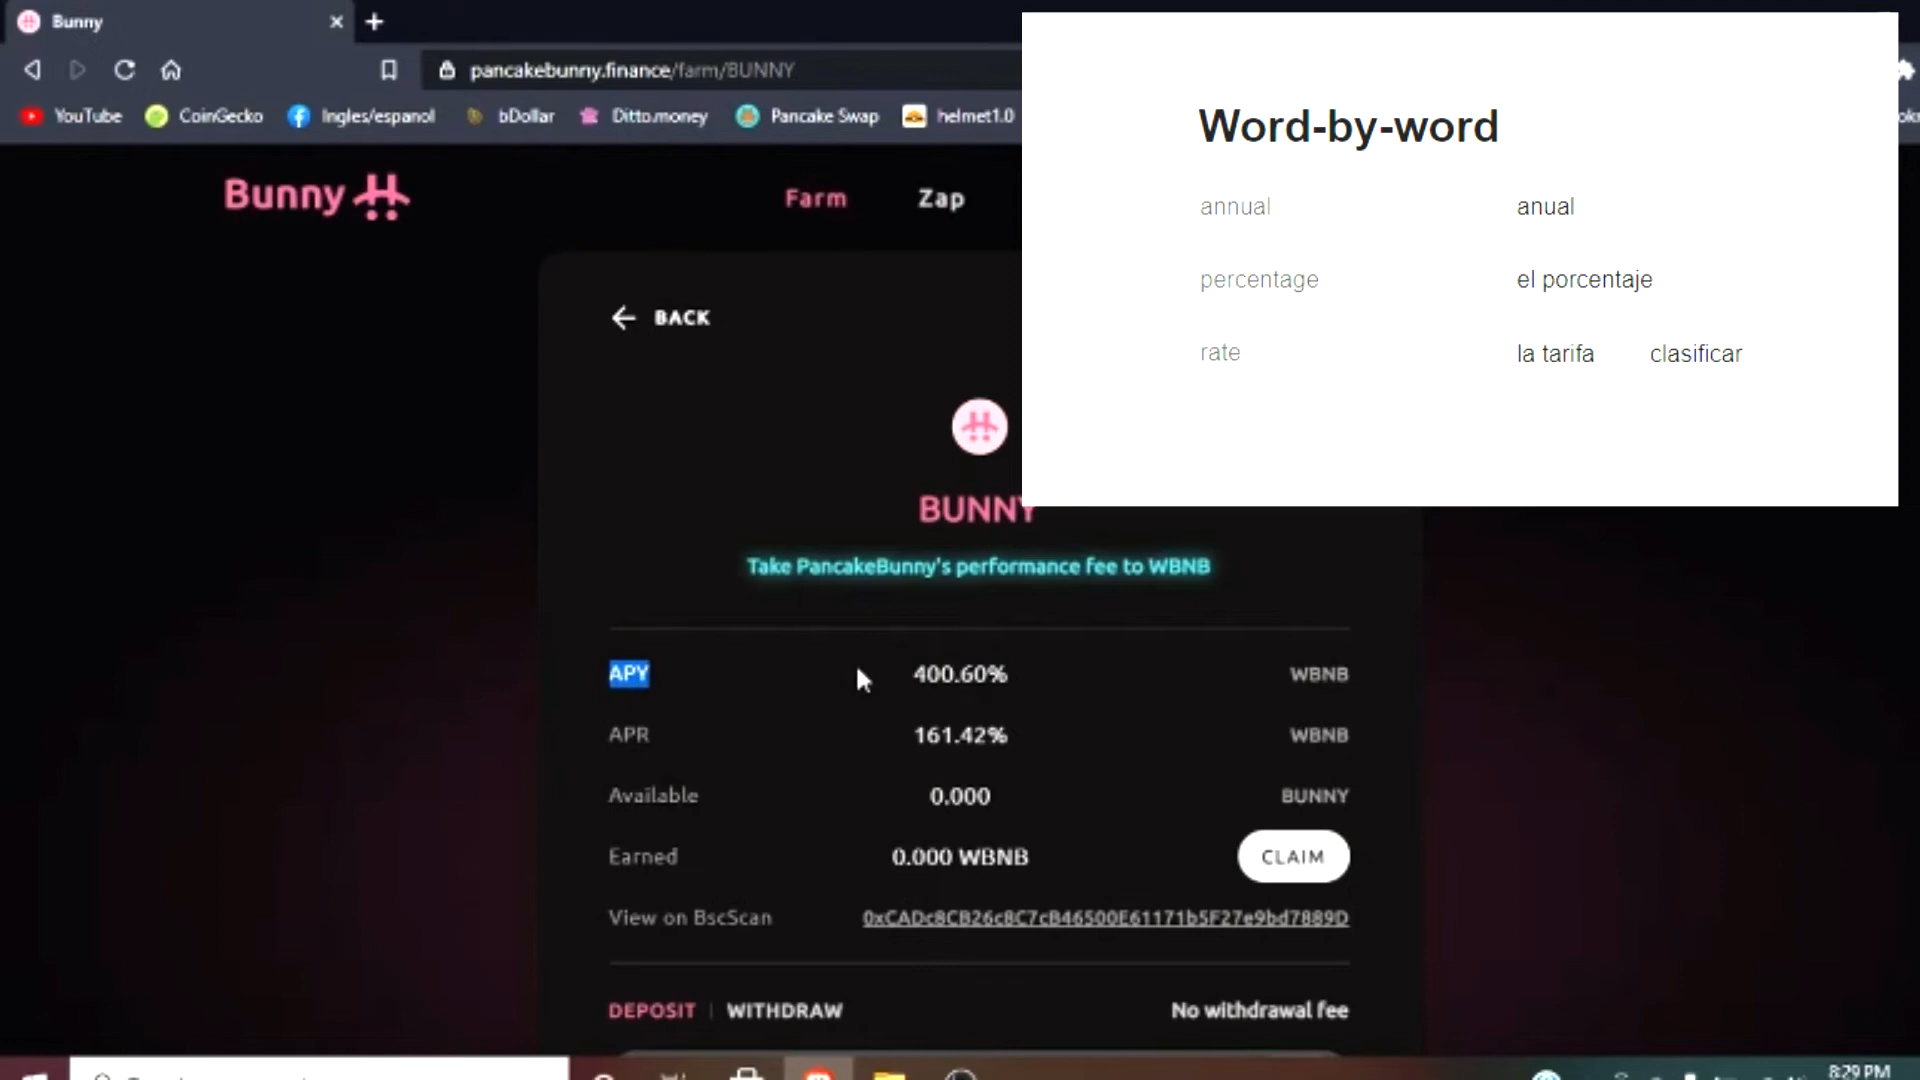 Bunny
pancakebunny.finance/farm/BUNNY
YouTube CoinGecko Ingles/espanol bDollar Ditto.money Pancake Swap helmet1.0
Bunny
Farm Zap
BACK
BUNNY
Take PancakeBunny's performance fee to WBNB
APY 400.60% WBNB
APR 161.42% WBNB
Available 0.000 BUNNY
Earned 0.000 WBNB CLAIM
View on BscScan 0xCADc8CB26c8C7cB46500E61171b5F27e9bd7889D
DEPOSIT | WITHDRAW No withdrawal fee
8:29 PM
Word-by-word
annual anual
percentage el porcentaje
rate la tarifa clasificar